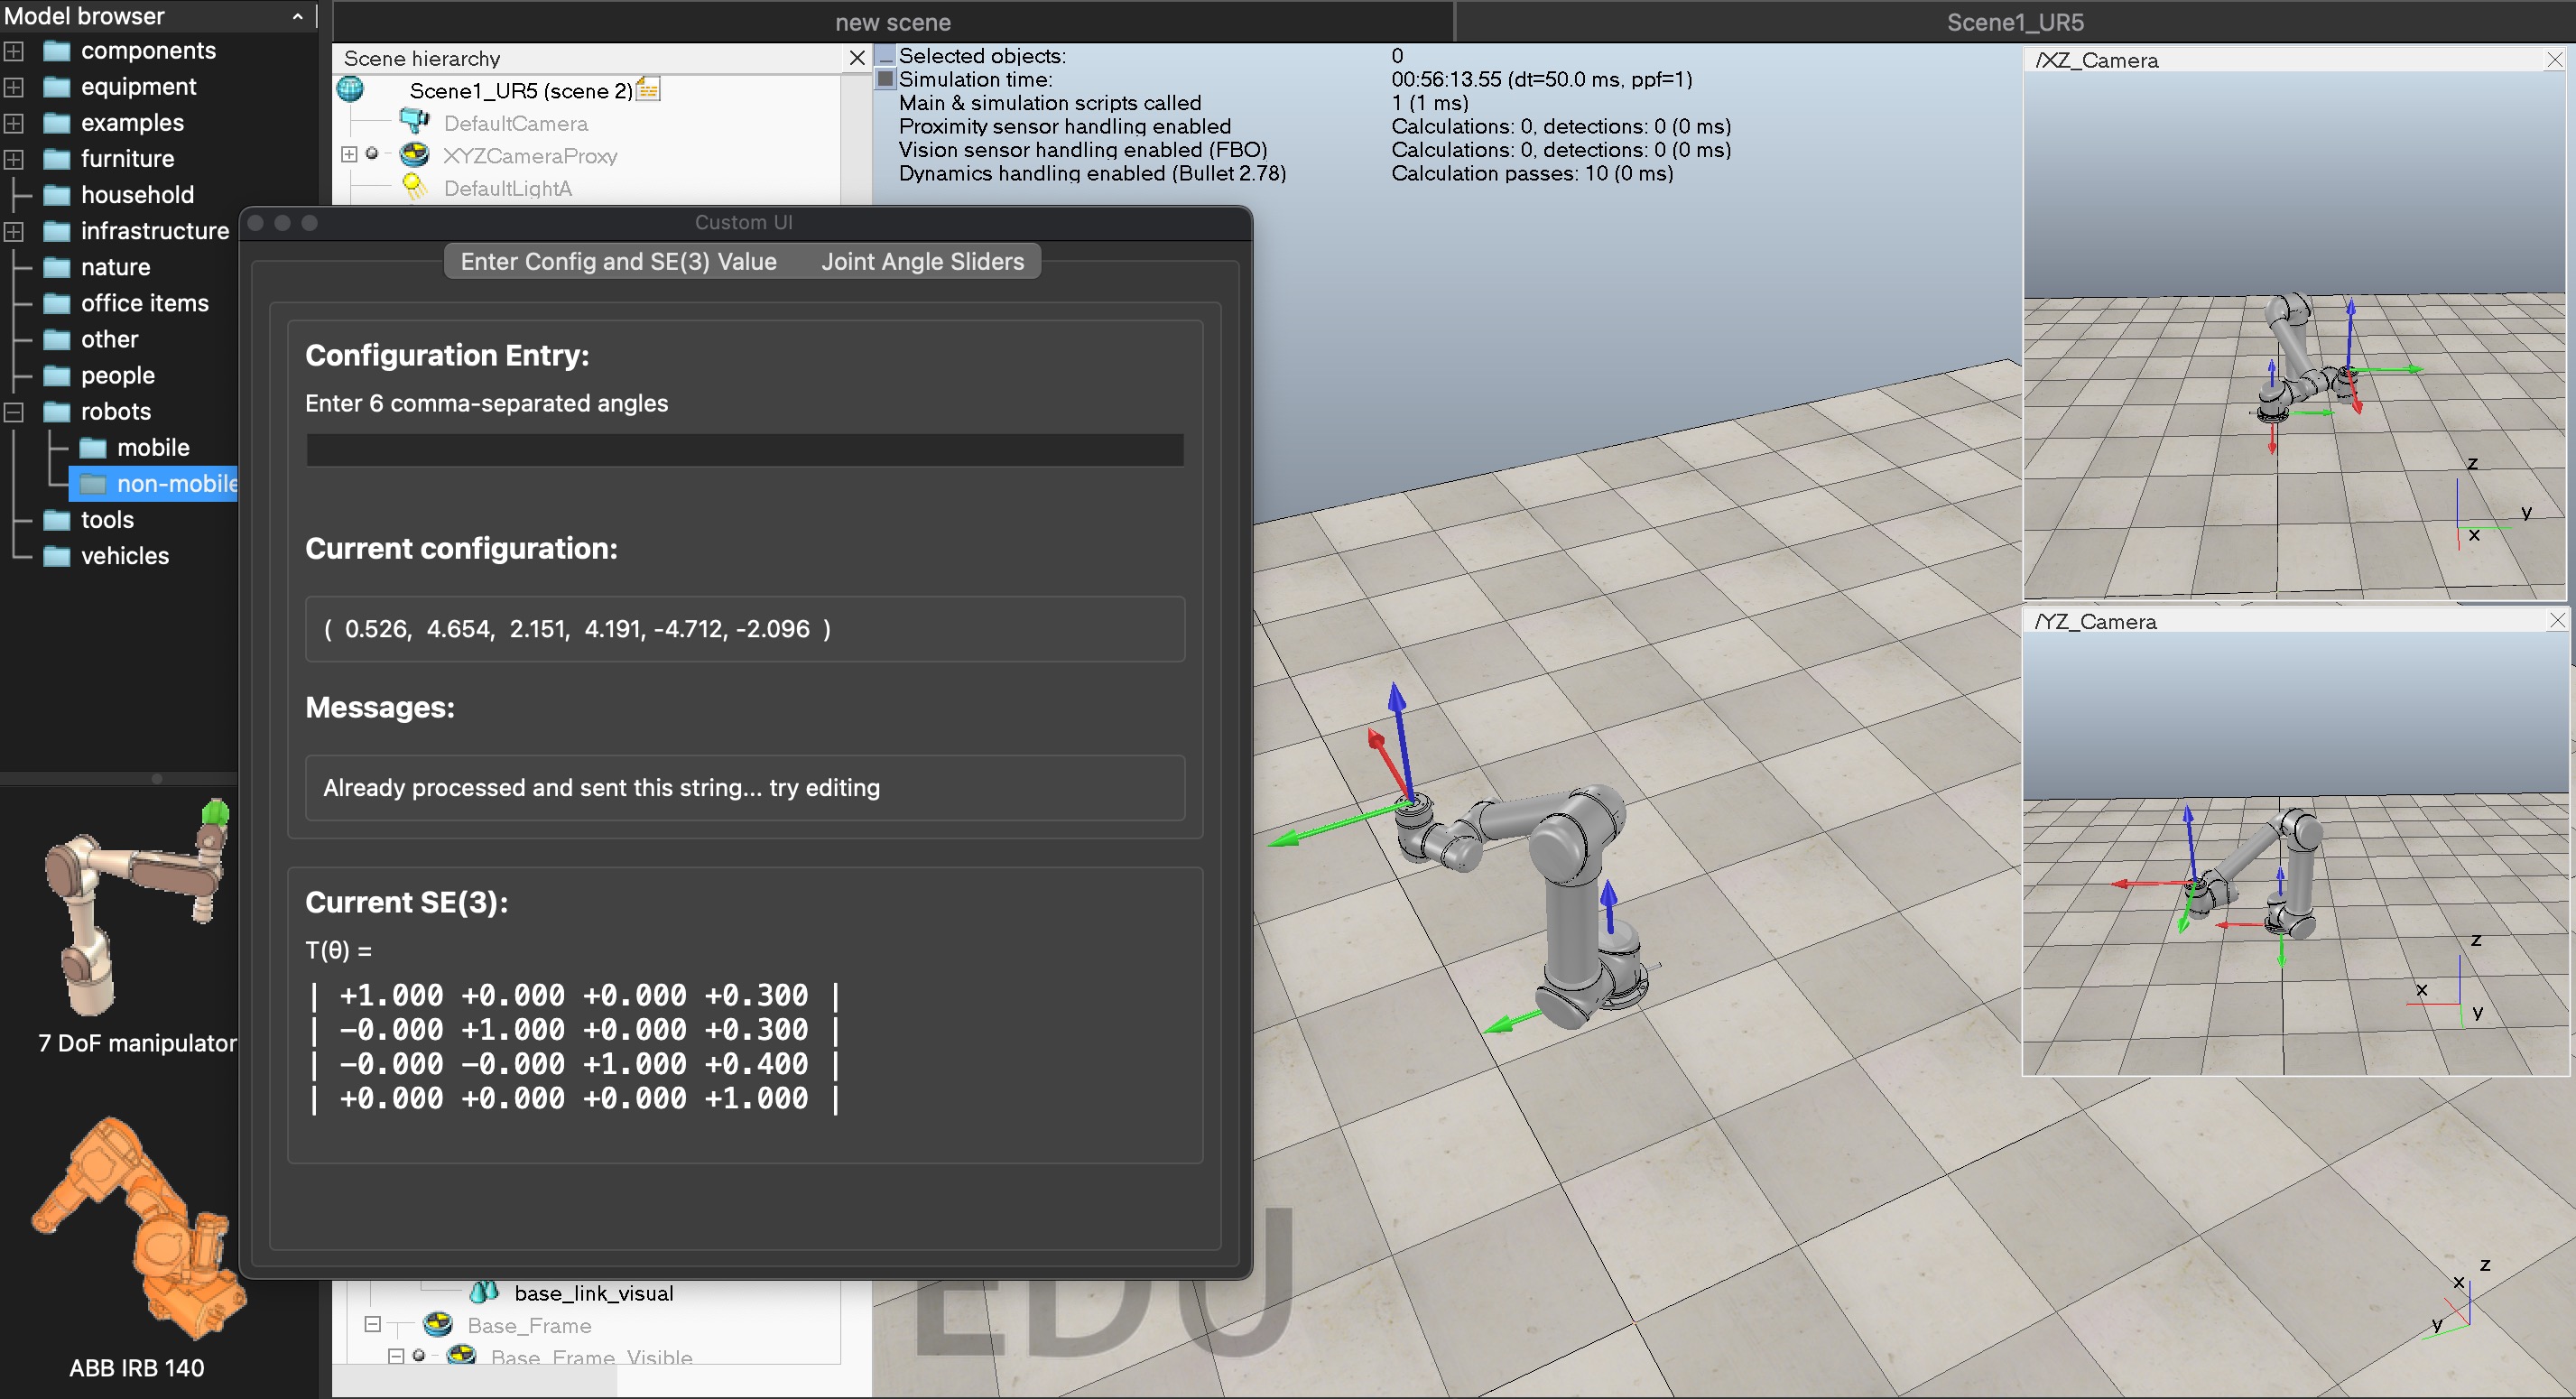 Model browser
components
equipment
examples
furniture
household
infrastructure
nature
office items
other
people
robots
mobile
non-mobile
tools
vehicles
7 DoF manipulator
ABB IRB 140
new scene
Scene1_UR5
Scene hierarchy
Scene1_UR5 (scene 2)
DefaultCamera
XYZCameraProxy
DefaultLightA
Selected objects: 0
Simulation time: 00:56:13.55 (dt=50.0 ms, ppf=1)
Main & simulation scripts called 1 (1 ms)
Proximity sensor handling enabled Calculations: 0, detections: 0 (0 ms)
Vision sensor handling enabled (FBO) Calculations: 0, detections: 0 (0 ms)
Dynamics handling enabled (Bullet 2.78) Calculation passes: 10 (0 ms)
Custom UI
Enter Config and SE(3) Value Joint Angle Sliders
Configuration Entry:
Enter 6 comma-separated angles
Current configuration:
( 0.526, 4.654, 2.151, 4.191, -4.712, -2.096 )
Messages:
Already processed and sent this string... try editing
Current SE(3):
T(θ) =
| +1.000 +0.000 +0.000 +0.300 |
| −0.000 +1.000 +0.000 +0.300 |
| −0.000 −0.000 +1.000 +0.400 |
| +0.000 +0.000 +0.000 +1.000 |
base_link_visual
Base_Frame
Base_Frame_Visible
EDU
/XZ_Camera
z
y
x
/YZ_Camera
z
x
y
z
x
y